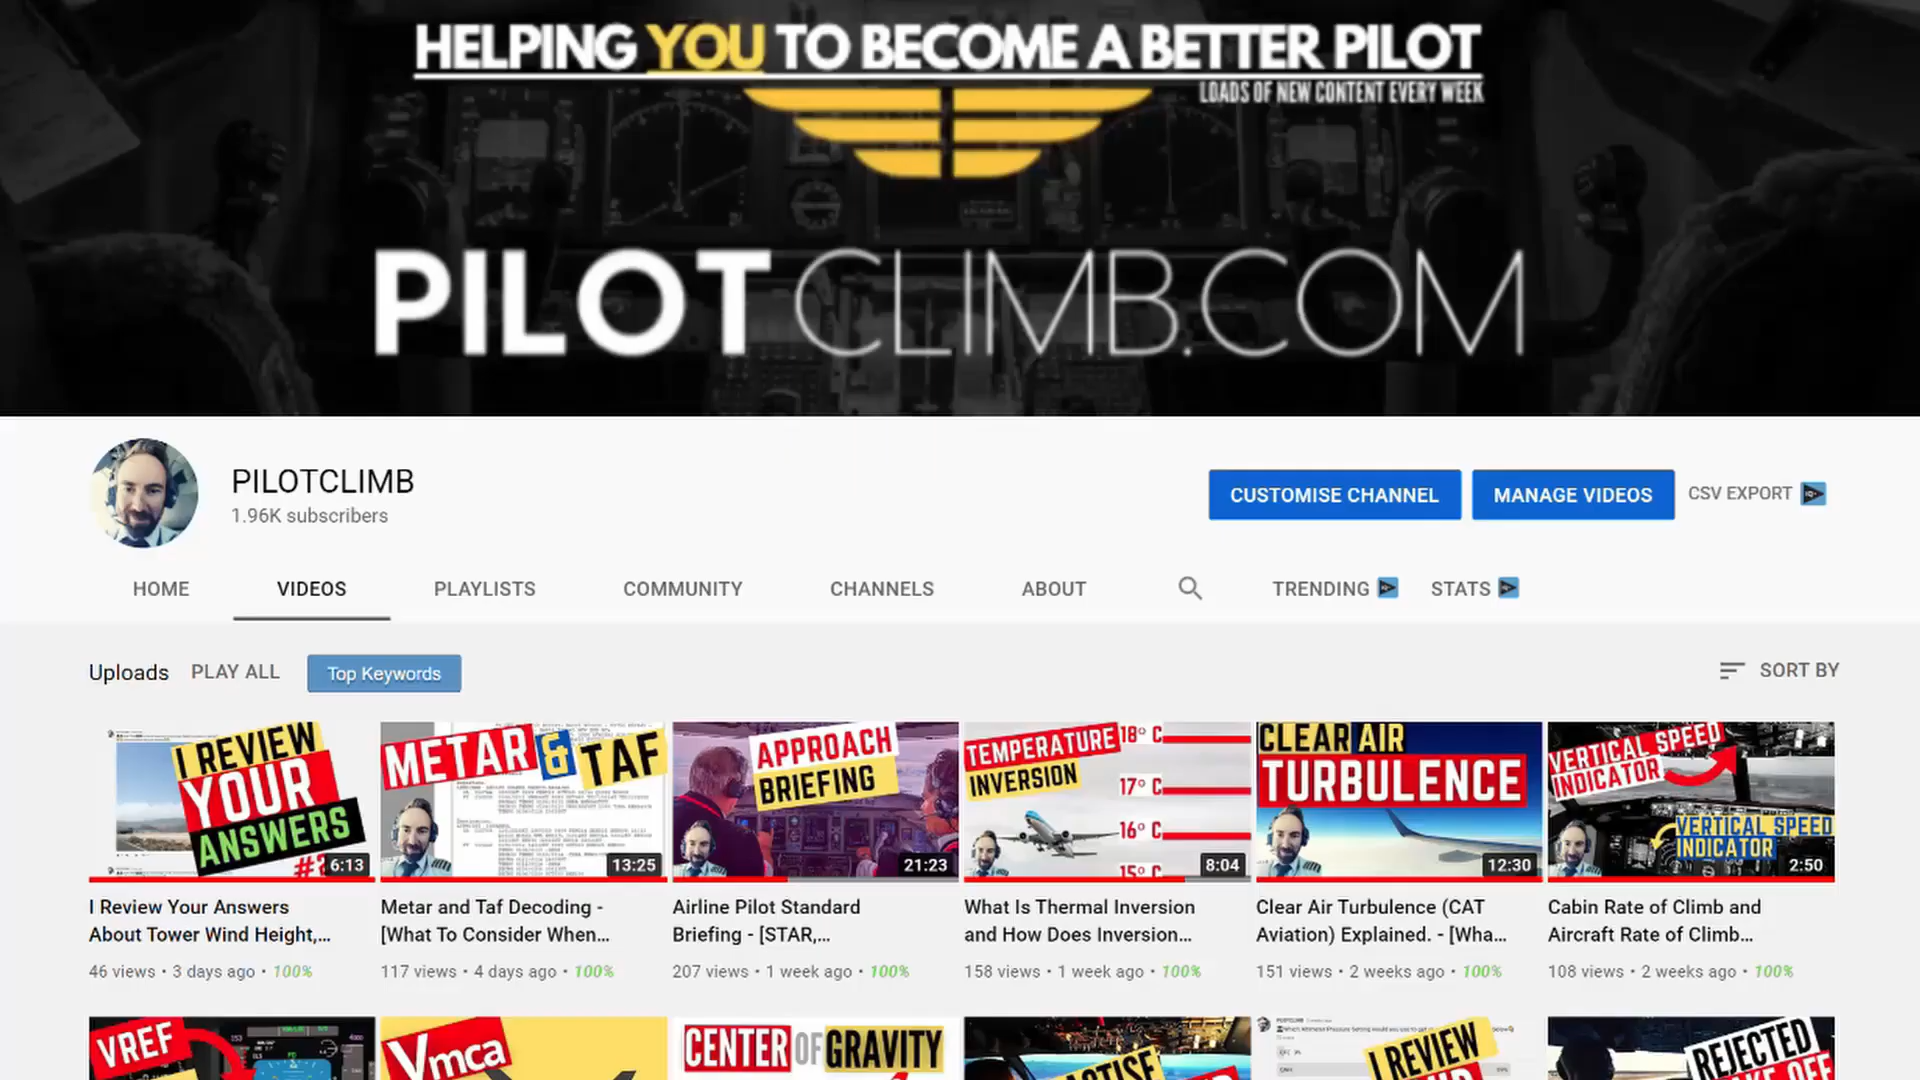 HELPING YOU TO BECOME A BETTER PILOT
LOADS OF NEW CONTENT EVERY WEEK
PILOTCLIMB.COM
PILOTCLIMB
1.96K subscribers
CUSTOMISE CHANNEL
MANAGE VIDEOS
CSV EXPORT
HOME
VIDEOS
PLAYLISTS
COMMUNITY
CHANNELS
ABOUT
TRENDING
STATS
Uploads
PLAY ALL
Top Keywords
SORT BY
I REVIEW
YOUR
ANSWERS
6:13
METAR & TAF
13:25
APPROACH
BRIEFING
21:23
TEMPERATURE
INVERSION
18º C
17º C
16º C
15º C
8:04
CLEAR AIR
TURBULENCE
12:30
VERTICAL SPEED
INDICATOR
VERTICAL SPEED
INDICATOR
2:50
I Review Your Answers
About Tower Wind Height,...
46 views • 3 days ago • 100%
Metar and Taf Decoding -
[What To Consider When...
117 views • 4 days ago • 100%
Airline Pilot Standard
Briefing - [STAR,...
207 views • 1 week ago • 100%
What Is Thermal Inversion
and How Does Inversion...
158 views • 1 week ago • 100%
Clear Air Turbulence (CAT
Aviation) Explained. - [Wha...
151 views • 2 weeks ago • 100%
Cabin Rate of Climb and
Aircraft Rate of Climb...
108 views • 2 weeks ago • 100%
VREF
Vmca
CENTER OF GRAVITY
I REVIEW
REJECTED